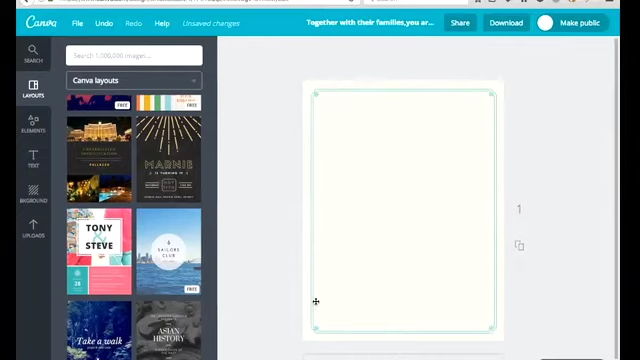 Canva
File
Undo
Redo
Help
Unsaved changes
Together with their families,you ar...
Share
Download
Make public
SEARCH
LAYOUTS
ELEMENTS
TEXT
BKGROUND
UPLOADS
Search 1,000,000 images...
Canva layouts
FREE
FREE
MARNIE
IS TURNING
TONY
&
STEVE
28
SAILORS
CLUB
FREE
Take a walk
ASIAN
HISTORY
1